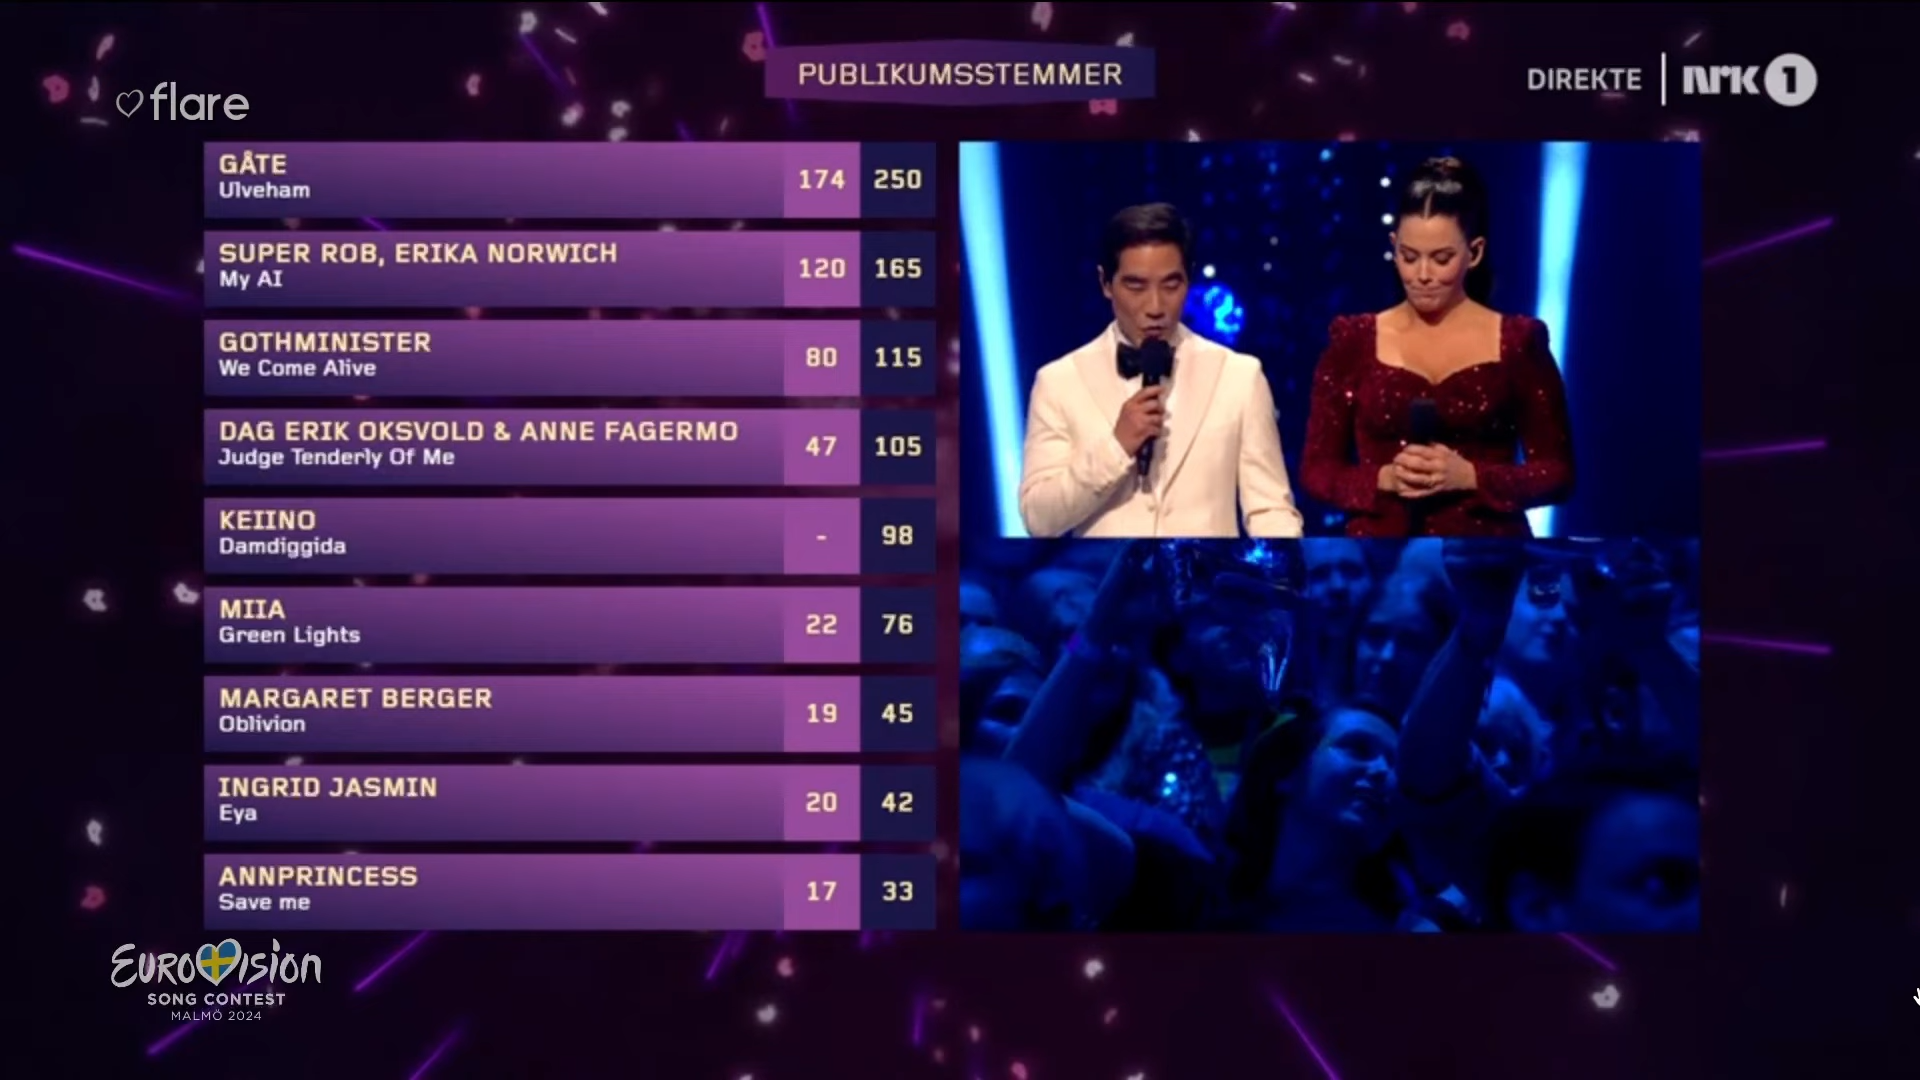 PUBLIKUMSSTEMMER
flare
DIREKTE nrk 1
GÅTE
Ulveham
174 250
SUPER ROB, ERIKA NORWICH
My AI
120 165
GOTHMINISTER
We Come Alive
80 115
DAG ERIK OKSVOLD & ANNE FAGERMO
Judge Tenderly Of Me
47 105
KEIINO
Damdiggida
- 98
MIIA
Green Lights
22 76
MARGARET BERGER
Oblivion
19 45
INGRID JASMIN
Eya
20 42
ANNPRINCESS
Save me
17 33
EUROVISION
SONG CONTEST
MALMÖ 2024